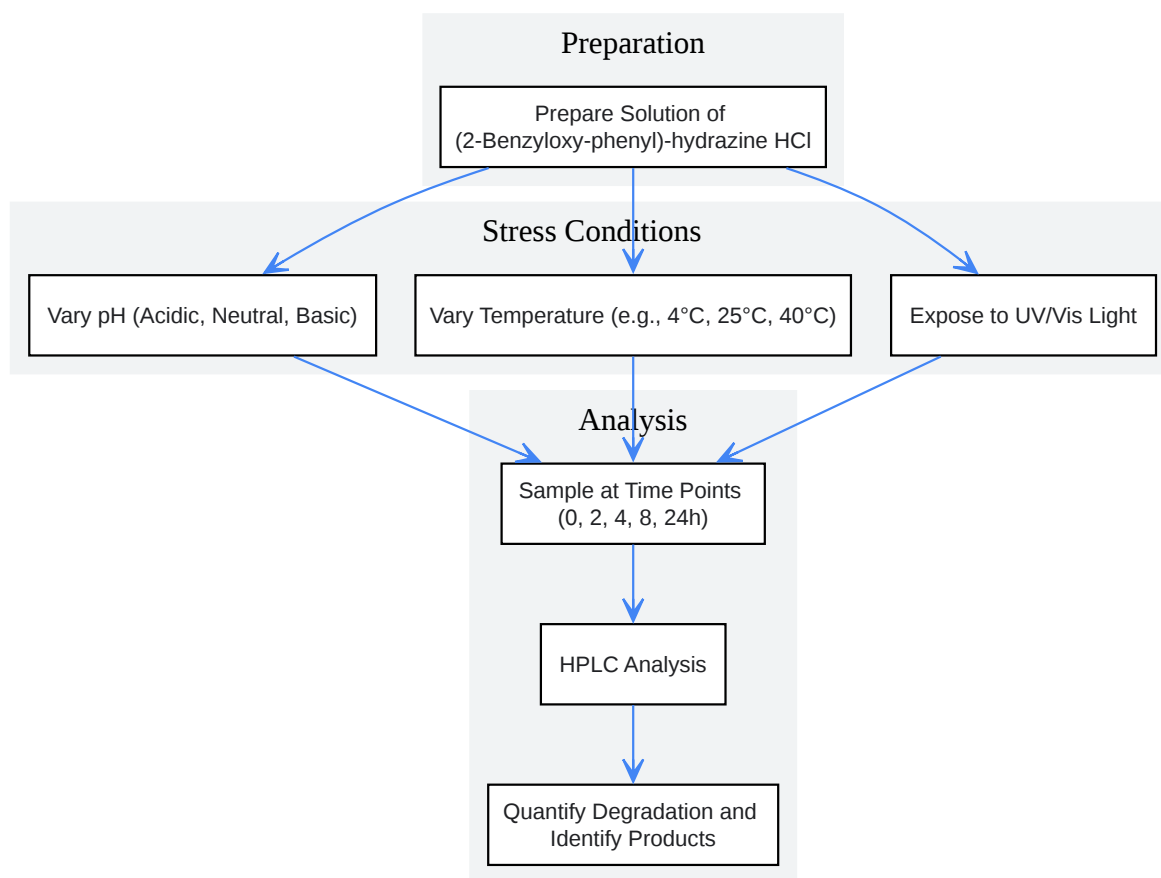 Preparation
Prepare Solution of
(2-Benzyloxy-phenyl)-hydrazine HCl
Stress Conditions
Vary pH (Acidic, Neutral, Basic)
Vary Temperature (e.g., 4°C, 25°C, 40°C)
Expose to UV/Vis Light
Analysis
Sample at Time Points
(0, 2, 4, 8, 24h)
HPLC Analysis
Quantify Degradation and
Identify Products